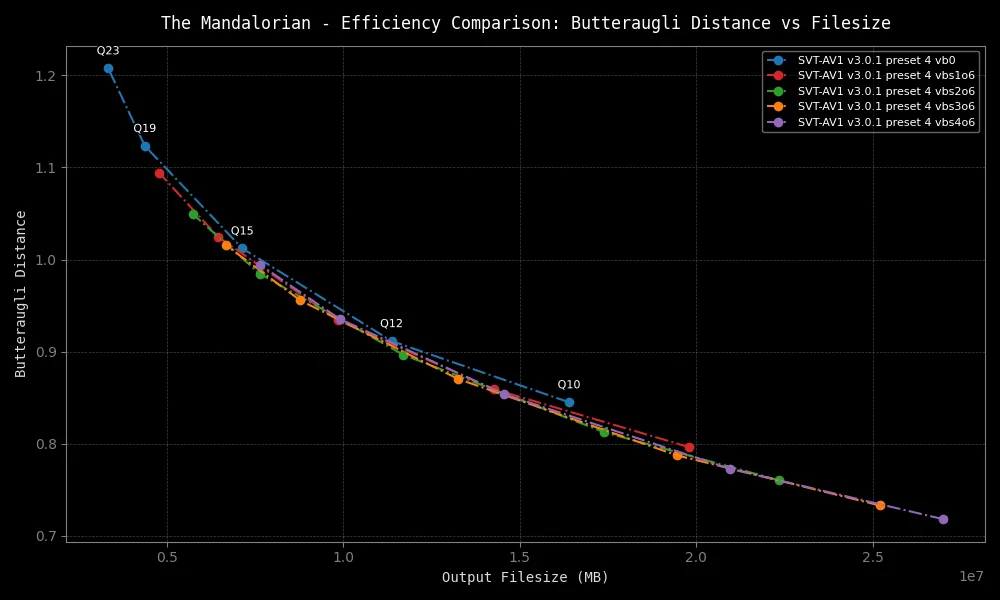 The Mandalorian - Efficiency Comparison: Butteraugli Distance vs Filesize
Q23
Q19
Q15
Q12
Q10
SVT-AV1 v3.0.1 preset 4 vb0
SVT-AV1 v3.0.1 preset 4 vbs1o6
SVT-AV1 v3.0.1 preset 4 vbs2o6
SVT-AV1 v3.0.1 preset 4 vbs3o6
SVT-AV1 v3.0.1 preset 4 vbs4o6
Butteraugli Distance
1.2
1.1
1.0
0.9
0.8
0.7
0.5
1.0
1.5
2.0
2.5
1e7
Output Filesize (MB)